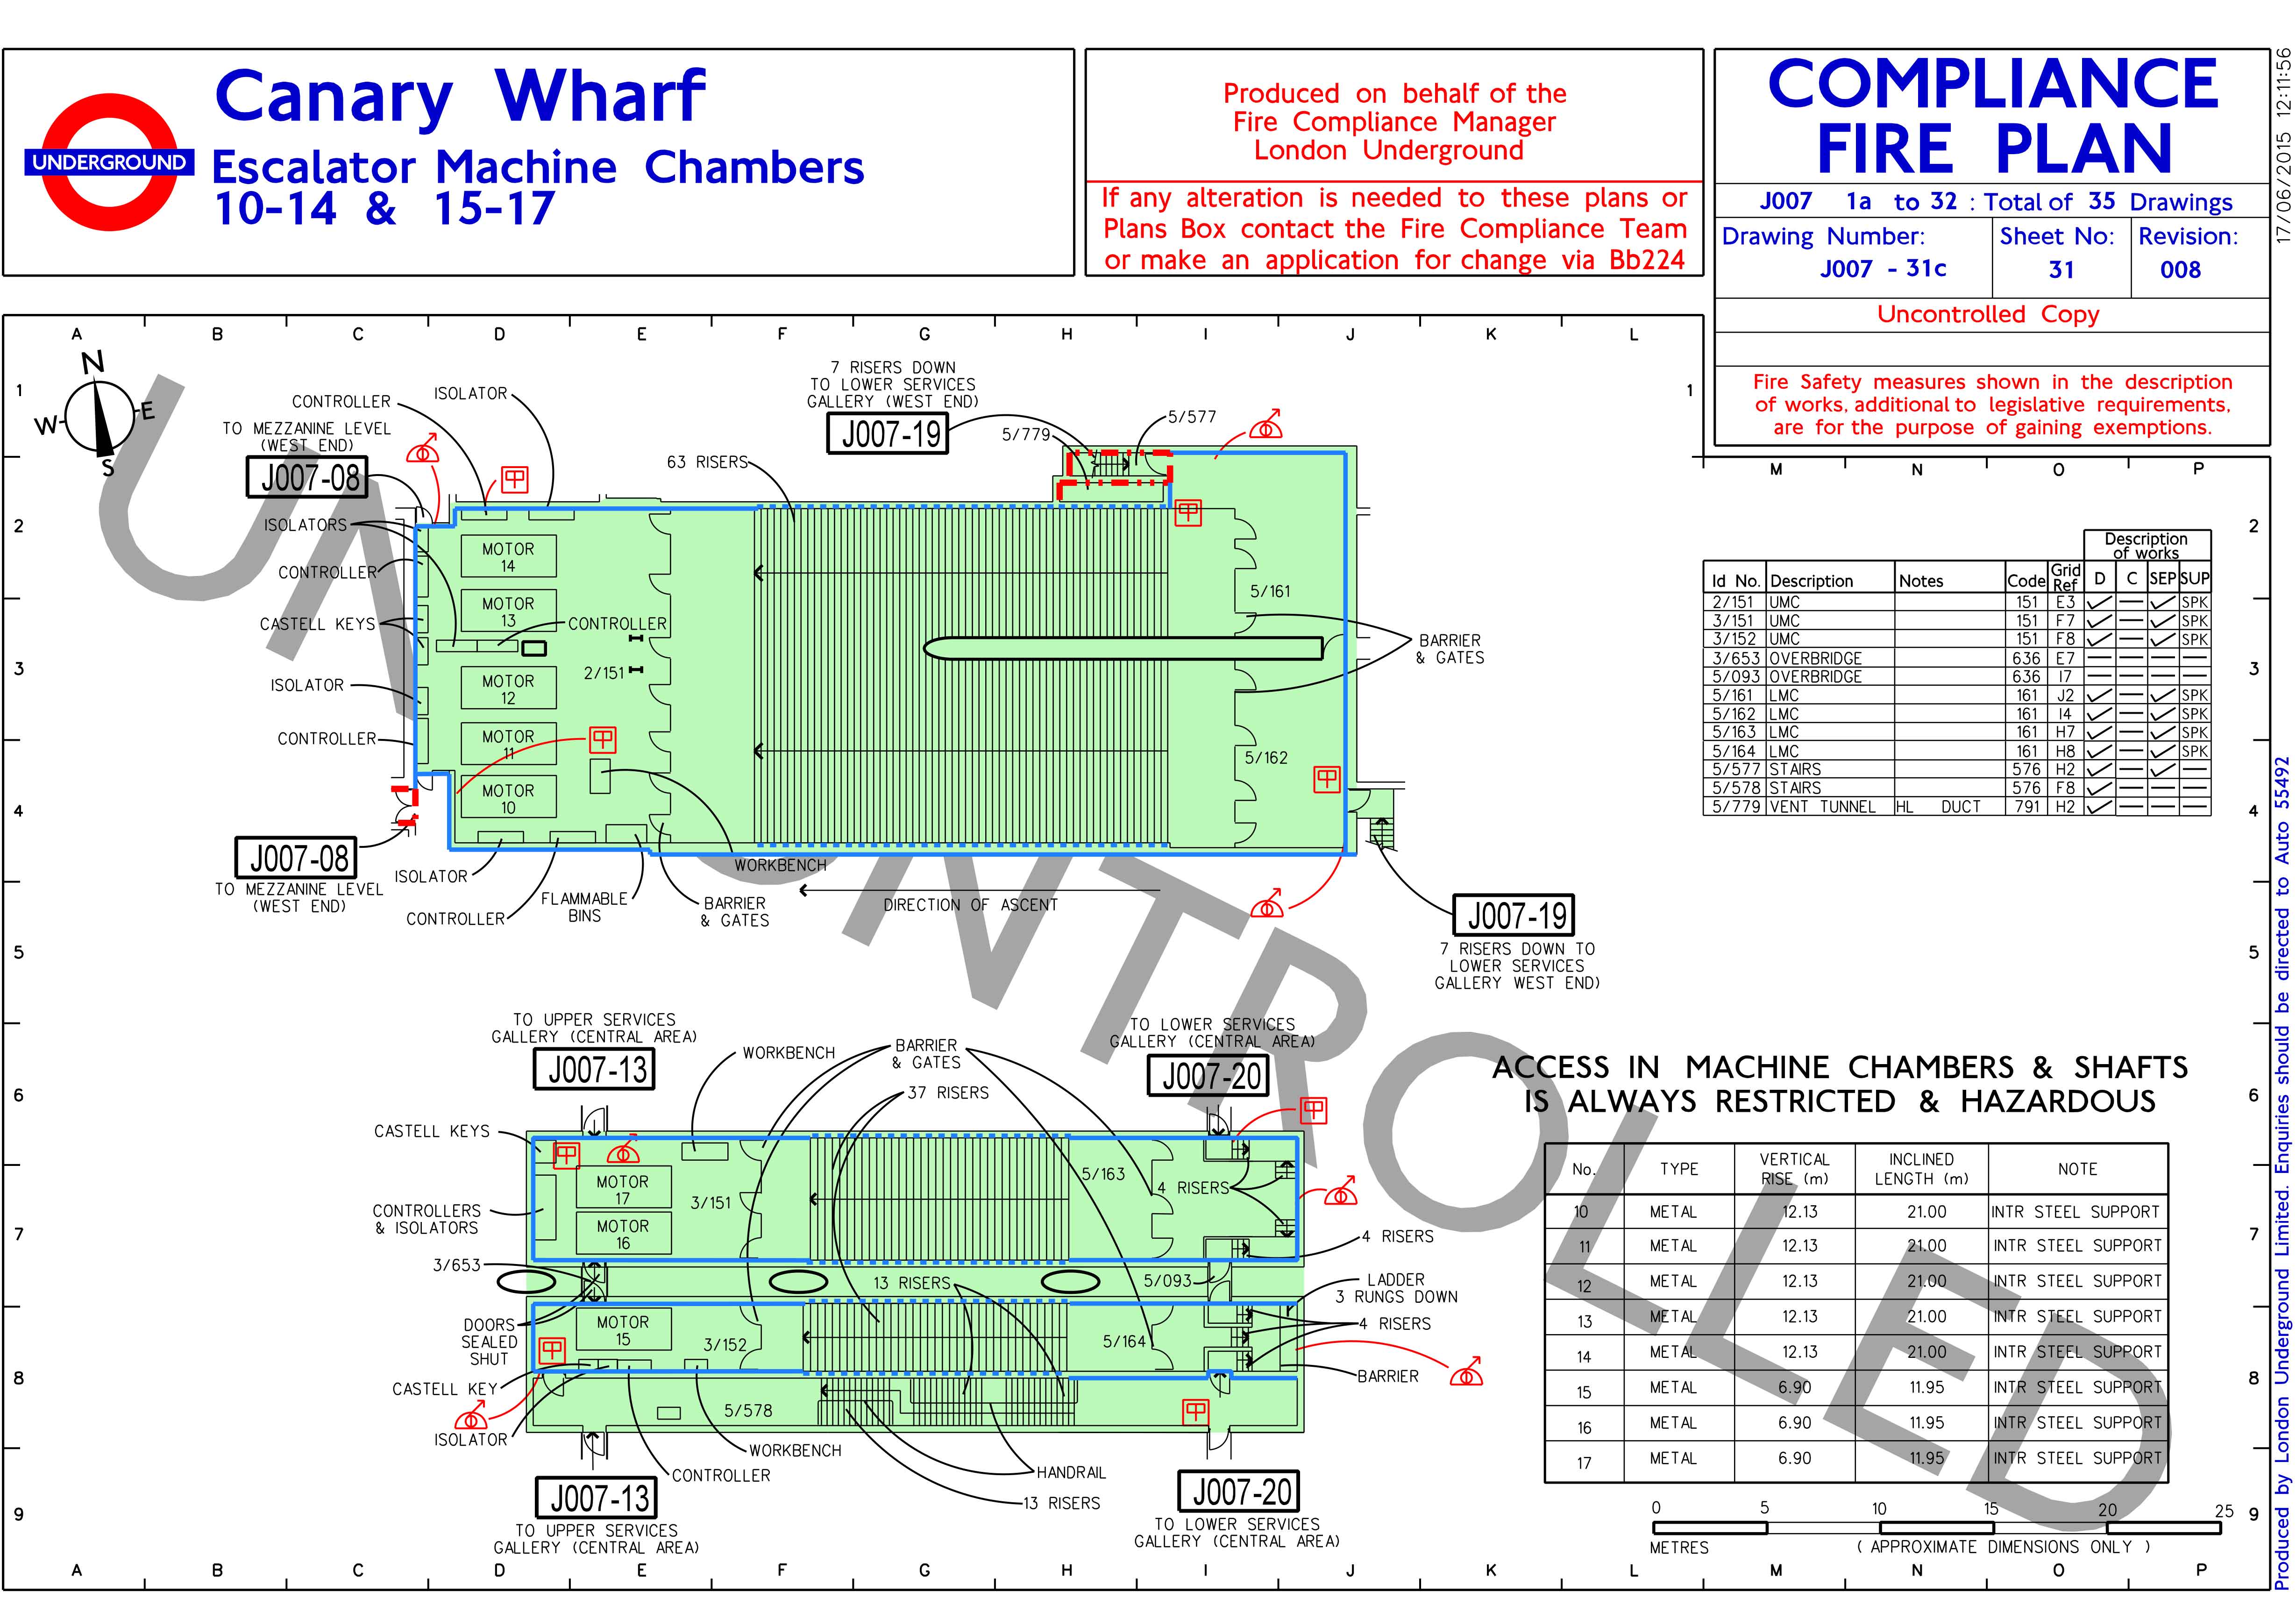 UNDERGROUND
Canary Wharf
Escalator Machine Chambers
10-14 & 15-17
Produced on behalf of the
Fire Compliance Manager
London Underground
If any alteration is needed to these plans or
Plans Box contact the Fire Compliance Team
or make an application for change via Bb224
COMPLIANCE
FIRE PLAN
J007 1a to 32 : Total of 35 Drawings
Drawing Number:
J007 - 31c
Sheet No:
31
Revision:
008
Uncontrolled Copy
Fire Safety measures shown in the description
of works, additional to legislative requirements,
are for the purpose of gaining exemptions.
17/06/2015 12:11:56
A B C D E F G H I J K L
M N O P
1
1
N
W E
S
CONTROLLER
ISOLATOR
TO MEZZANINE LEVEL
(WEST END)
J007-08
7 RISERS DOWN
TO LOWER SERVICES
GALLERY (WEST END)
J007-19
5/779
5/577
63 RISERS
2
2
ISOLATORS
CONTROLLER
CASTELL KEYS
ISOLATOR
CONTROLLER
MOTOR
14
MOTOR
13
CONTROLLER
MOTOR
12
2/151
MOTOR
11
MOTOR
10
5/161
5/162
BARRIER
& GATES
3
3
4
4
J007-08
TO MEZZANINE LEVEL
(WEST END)
ISOLATOR
CONTROLLER
FLAMMABLE
BINS
WORKBENCH
BARRIER
& GATES
DIRECTION OF ASCENT
J007-19
7 RISERS DOWN TO
LOWER SERVICES
GALLERY WEST END)
5
5
Description
of works
Id No. Description Notes Code Grid Ref D C SEP SUP
2/151 UMC 151 E3 ✓ — ✓ SPK
3/151 UMC 151 F7 ✓ — ✓ SPK
3/152 UMC 151 F8 ✓ — ✓ SPK
3/653 OVERBRIDGE 636 E7 — — — —
5/093 OVERBRIDGE 636 I7 — — — —
5/161 LMC 161 J2 ✓ — ✓ SPK
5/162 LMC 161 I4 ✓ — ✓ SPK
5/163 LMC 161 H7 ✓ — ✓ SPK
5/164 LMC 161 H8 ✓ — ✓ SPK
5/577 STAIRS 576 H2 ✓ — ✓ —
5/578 STAIRS 576 F8 ✓ — — —
5/779 VENT TUNNEL HL DUCT 791 H2 ✓ — — —
TO UPPER SERVICES
GALLERY (CENTRAL AREA)
J007-13
WORKBENCH
BARRIER
& GATES
37 RISERS
TO LOWER SERVICES
GALLERY (CENTRAL AREA)
J007-20
6
6
CASTELL KEYS
CONTROLLERS
& ISOLATORS
MOTOR
17
MOTOR
16
3/151
5/163
4 RISERS
4 RISERS
7
7
3/653
13 RISERS
5/093
LADDER
3 RUNGS DOWN
DOORS
SEALED
SHUT
MOTOR
15
3/152
5/164
4 RISERS
BARRIER
8
8
CASTELL KEY
ISOLATOR
5/578
WORKBENCH
CONTROLLER
HANDRAIL
13 RISERS
J007-13
TO UPPER SERVICES
GALLERY (CENTRAL AREA)
J007-20
TO LOWER SERVICES
GALLERY (CENTRAL AREA)
9
9
ACCESS IN MACHINE CHAMBERS & SHAFTS
IS ALWAYS RESTRICTED & HAZARDOUS
No. TYPE VERTICAL RISE (m) INCLINED LENGTH (m) NOTE
10 METAL 12.13 21.00 INTR STEEL SUPPORT
11 METAL 12.13 21.00 INTR STEEL SUPPORT
12 METAL 12.13 21.00 INTR STEEL SUPPORT
13 METAL 12.13 21.00 INTR STEEL SUPPORT
14 METAL 12.13 21.00 INTR STEEL SUPPORT
15 METAL 6.90 11.95 INTR STEEL SUPPORT
16 METAL 6.90 11.95 INTR STEEL SUPPORT
17 METAL 6.90 11.95 INTR STEEL SUPPORT
0 5 10 15 20 25
METRES ( APPROXIMATE DIMENSIONS ONLY )
A B C D E F G H I J K L M N O P
UNCONTROLLED
Produced by London Underground Limited. Enquiries should be directed to Auto 55492